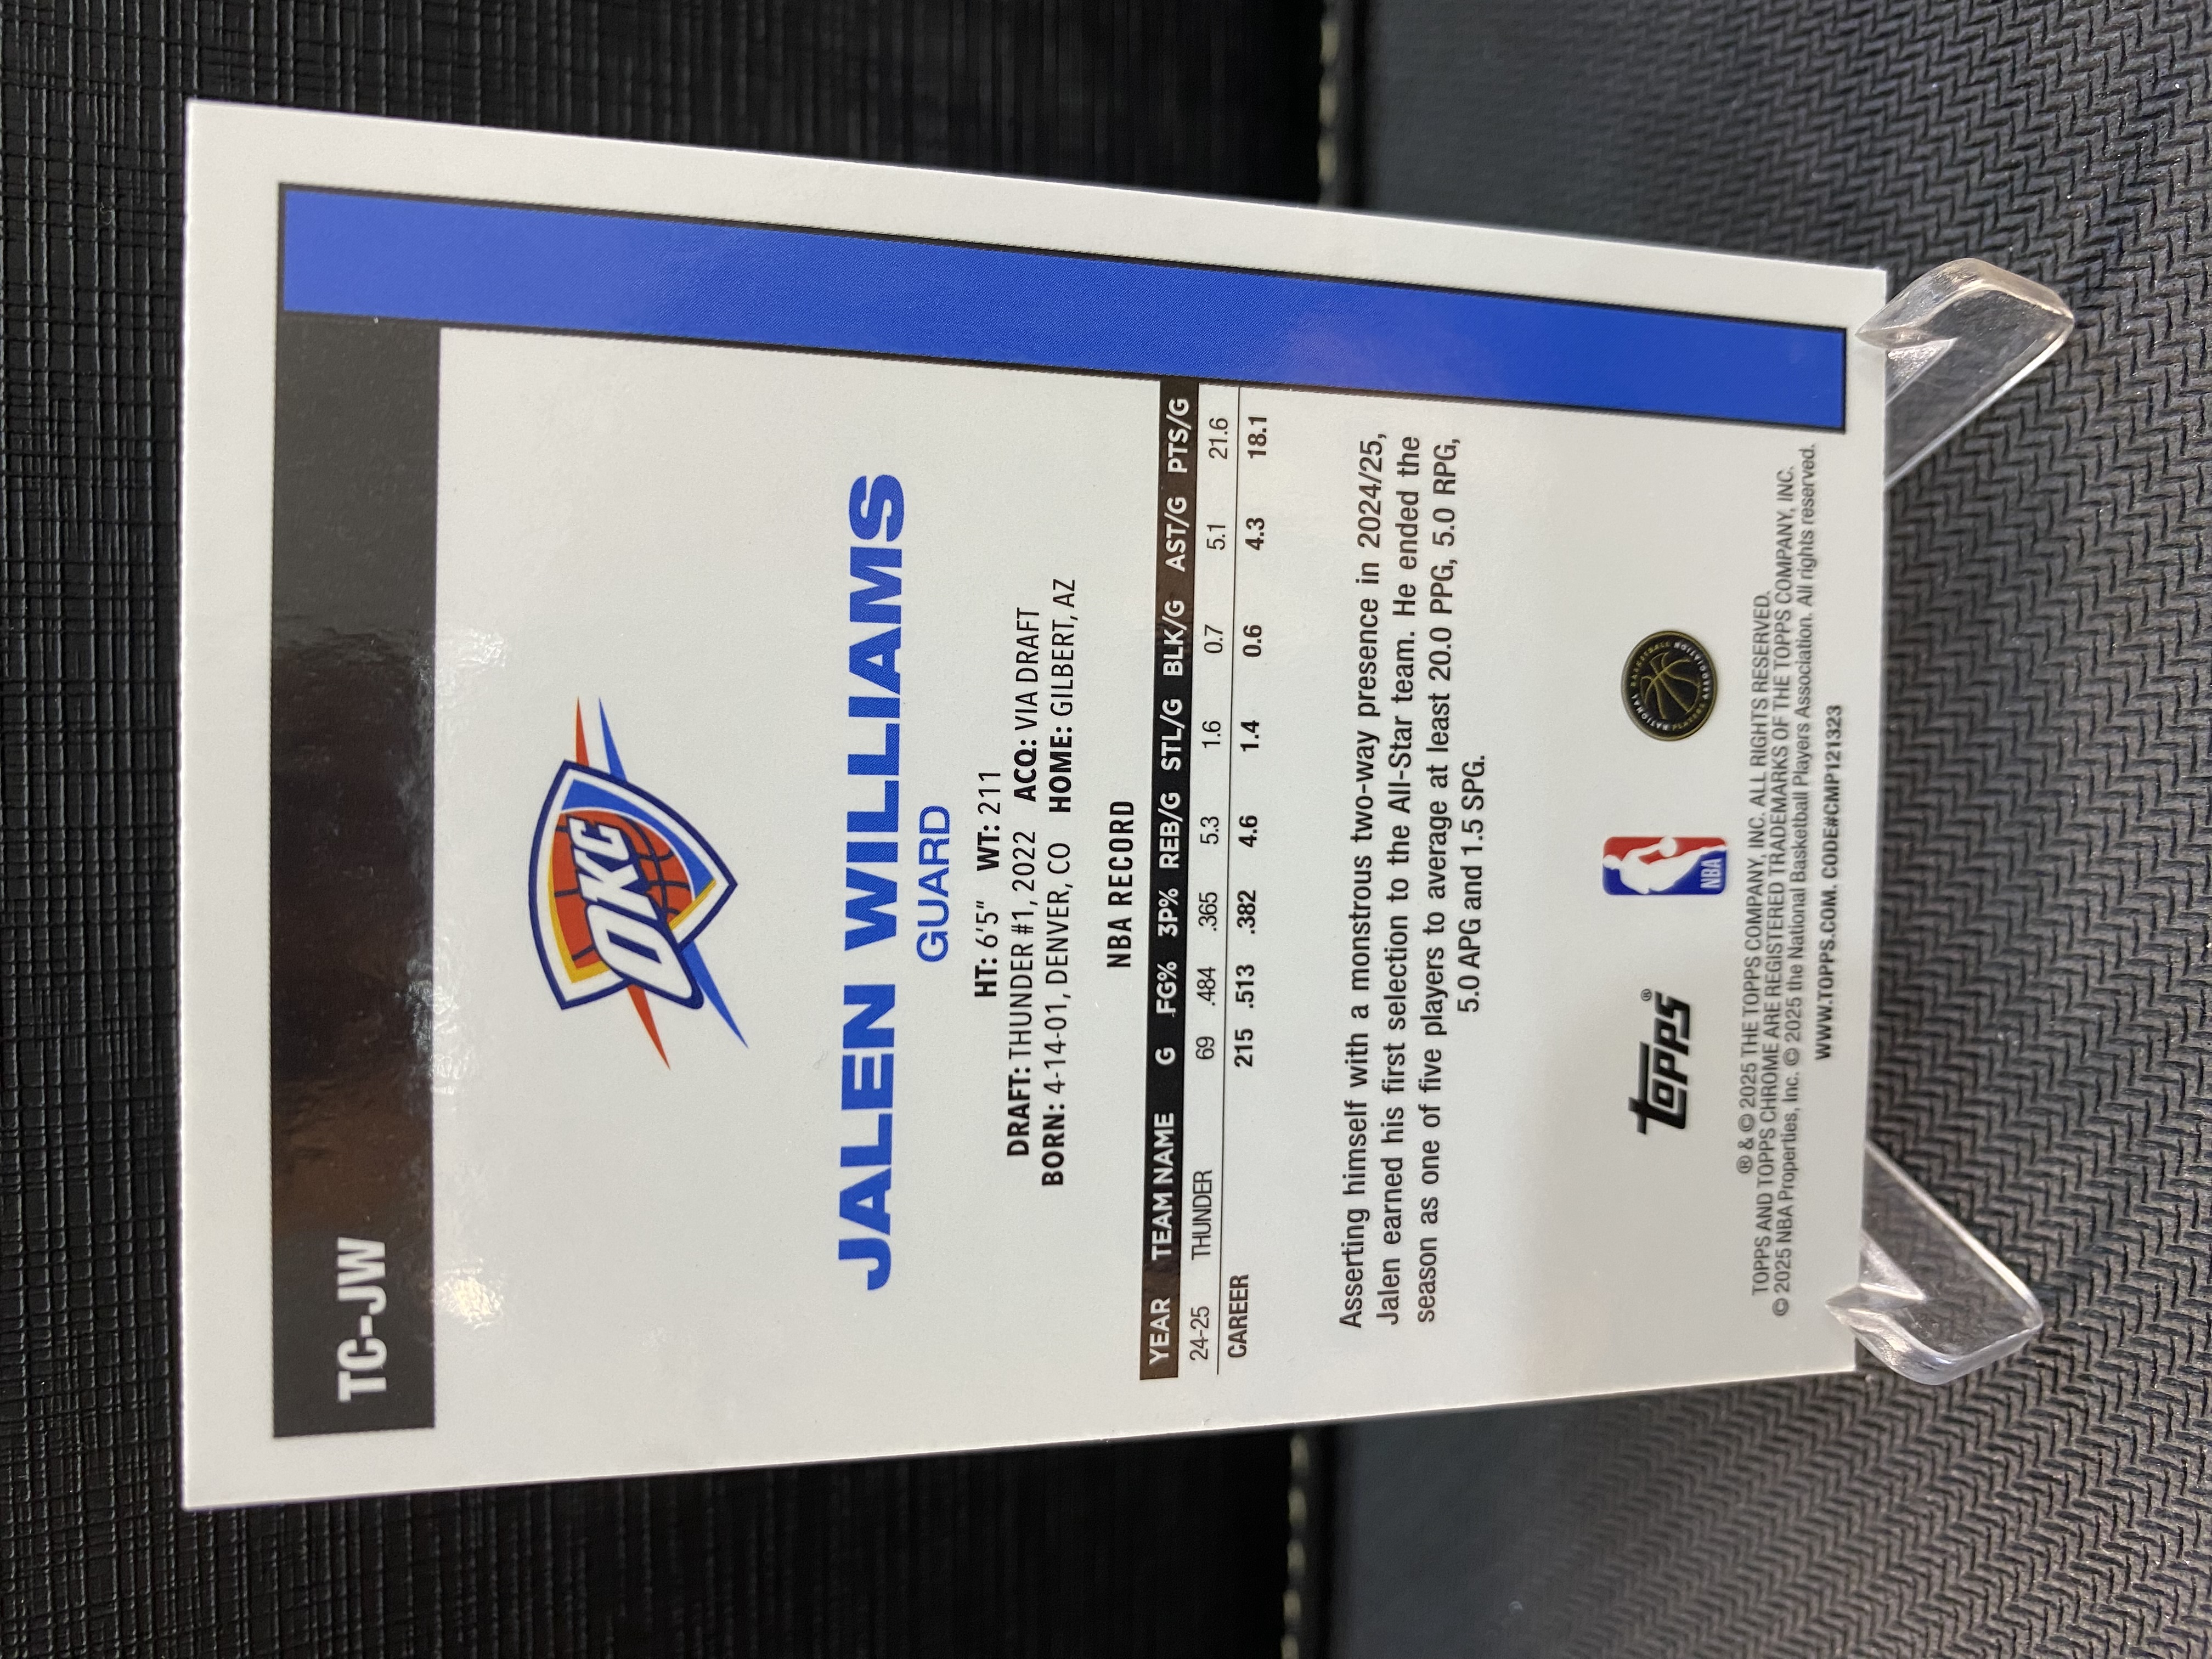 TC-JW
OKC
JALEN WILLIAMS
GUARD
HT: 6'5" WT: 211
DRAFT: THUNDER #1, 2022 ACQ: VIA DRAFT
BORN: 4-14-01, DENVER, CO HOME: GILBERT, AZ
NBA RECORD
YEAR TEAM NAME G FG% 3P% REB/G STL/G BLK/G AST/G PTS/G
24-25 THUNDER 69 .484 .365 5.3 1.6 0.7 5.1 21.6
CAREER 215 .513 .382 4.6 1.4 0.6 4.3 18.1
Asserting himself with a monstrous two-way presence in 2024/25,
Jalen earned his first selection to the All-Star team. He ended the
season as one of five players to average at least 20.0 PPG, 5.0 RPG,
5.0 APG and 1.5 SPG.
topps®
NBA
NATIONAL BASKETBALL PLAYERS ASSOCIATION
® & © 2025 THE TOPPS COMPANY, INC. ALL RIGHTS RESERVED.
TOPPS AND TOPPS CHROME ARE REGISTERED TRADEMARKS OF THE TOPPS COMPANY, INC.
© 2025 NBA Properties, Inc. © 2025 the National Basketball Players Association. All rights reserved.
WWW.TOPPS.COM. CODE#CMP121323